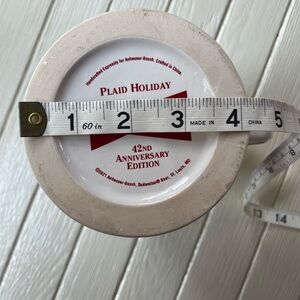 Handcrafted Expressly for Anheuser-Busch. Crafted in China.
PLAID HOLIDAY
1 60 in 2 3 MADE IN 4 CHINA 5
42ND
ANNIVERSARY
EDITION
©2021 Anheuser-Busch, Budweiser® Beer, St. Louis, MO
13 14